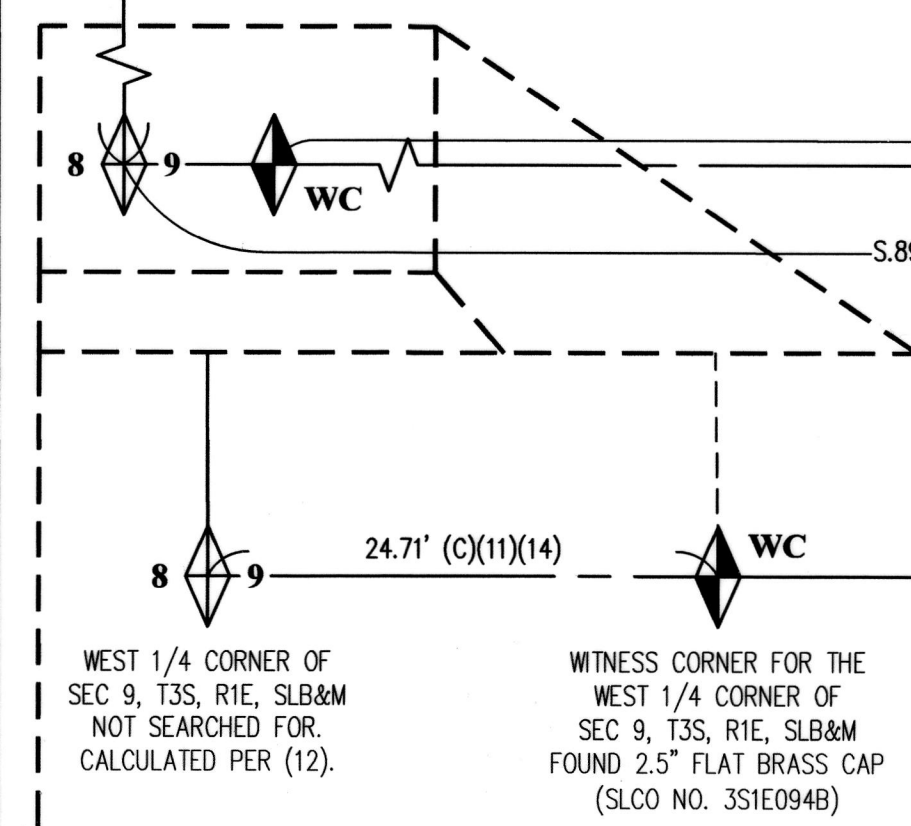 8 9
WC
S.89
24.71' (C)(11)(14)
WC
8 9
WEST 1/4 CORNER OF
SEC 9, T3S, R1E, SLB&M
NOT SEARCHED FOR.
CALCULATED PER (12).
WITNESS CORNER FOR THE
WEST 1/4 CORNER OF
SEC 9, T3S, R1E, SLB&M
FOUND 2.5" FLAT BRASS CAP
(SLCO NO. 3S1E094B)